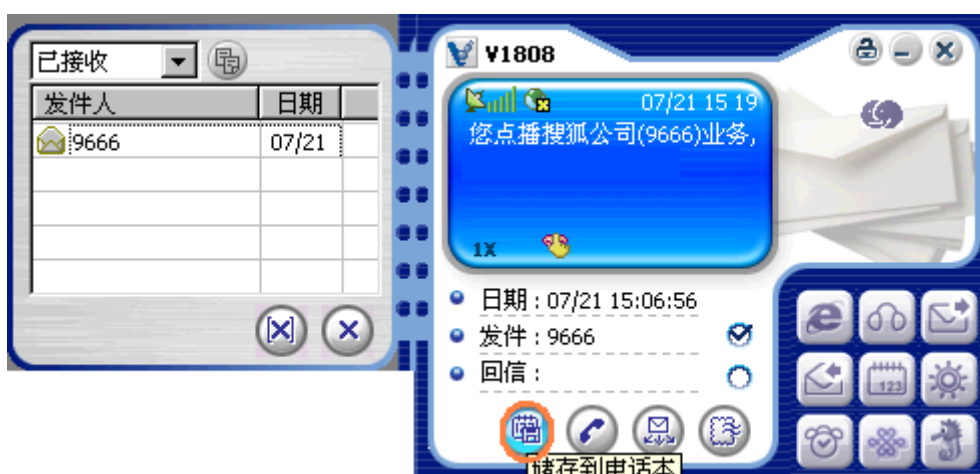 已接收
发件人 日期
9666 07/21
V1808
07/21 15 19
您点播搜狐公司(9666)业务,
1X
日期：07/21 15:06:56
发件：9666
回信：
123
储存到电话本